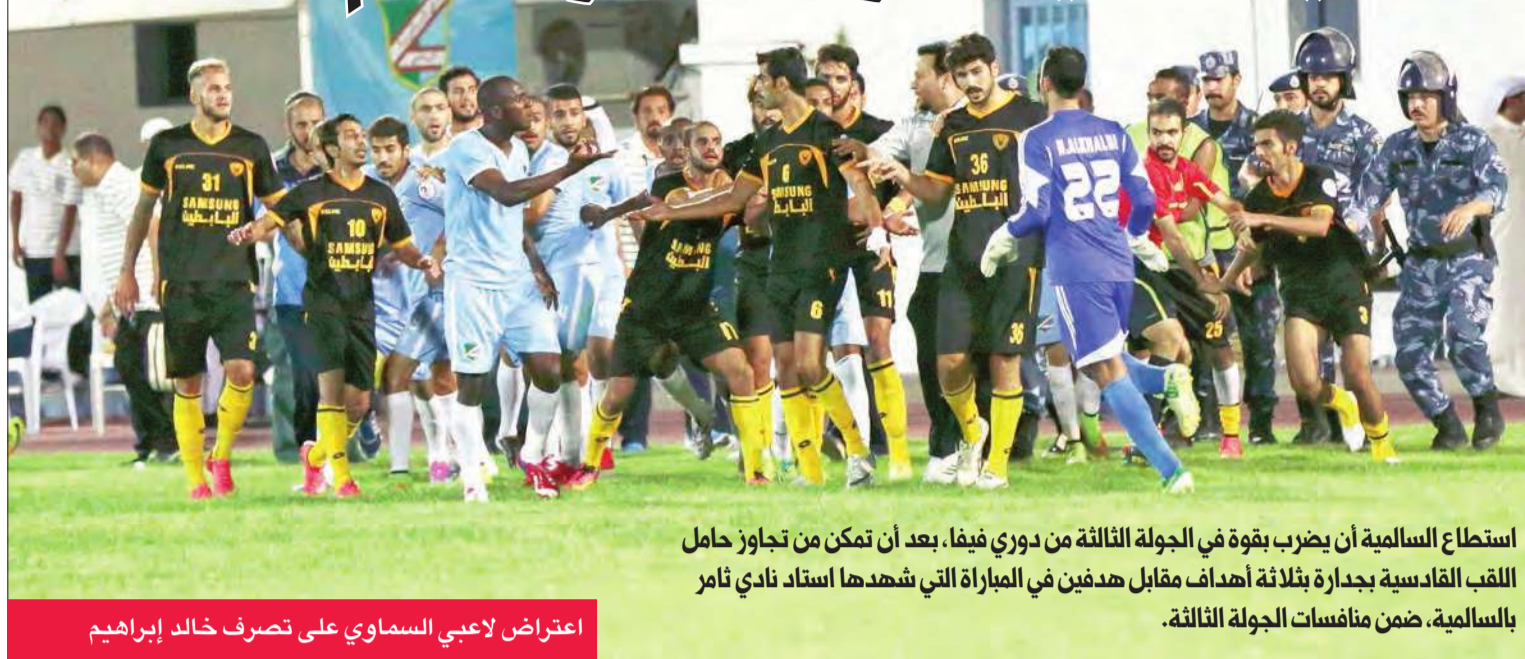 31
SAMSUNG
البابطين
10
SAMSUNG
البابطين
6
SAMSUNG
البابطين
6
SAMSUNG
البابطين
11
36
SAMSUNG
البابطين
36
N.ALKHALDI
22
25
3
استطاع السالمية أن يضرب بقوة في الجولة الثالثة من دوري فيفا، بعد أن تمكن من تجاوز حامل
اللقب القادسية بجدارة بثلاثة أهداف مقابل هدفين في المباراة التي شهدها استاد نادي ثامر
بالسالمية، ضمن منافسات الجولة الثالثة.
اعتراض لاعبي السماوي على تصرف خالد إبراهيم